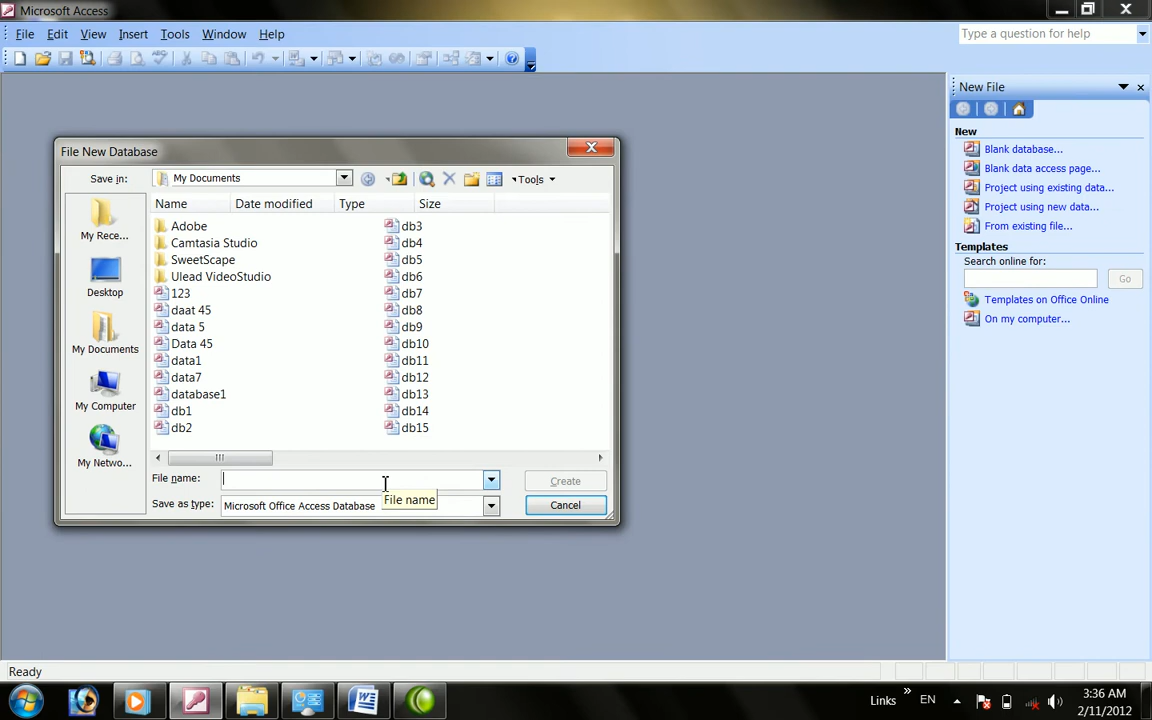 Microsoft Access
File Edit View Insert Tools Window Help
Type a question for help
New File
File New Database
New
Blank database...
Blank data access page...
Project using existing data...
Project using new data...
From existing file...
Templates
Search online for:
Go
Templates on Office Online
On my computer...
Save in:
My Documents
Tools
Name Date modified Type Size
My Rece...
Desktop
My Documents
My Computer
My Netwo...
Adobe
Camtasia Studio
SweetScape
Ulead VideoStudio
123
daat 45
data 5
Data 45
data1
data7
database1
db1
db2
db3
db4
db5
db6
db7
db8
db9
db10
db11
db12
db13
db14
db15
File name:
Create
File name
Save as type: Microsoft Office Access Database
Cancel
Ready
Links » EN
3:36 AM
2/11/2012